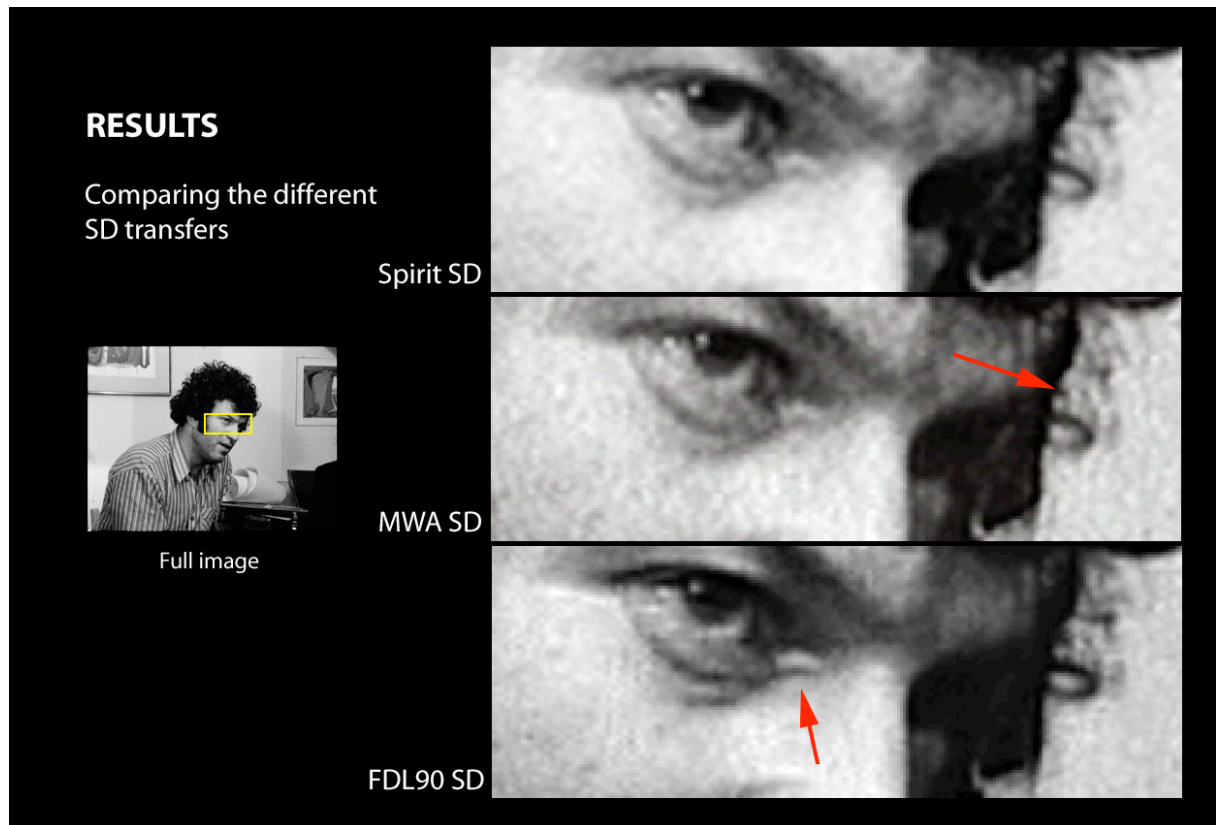 RESULTS
Comparing the different
SD transfers
Spirit SD
MWA SD
Full image
FDL90 SD